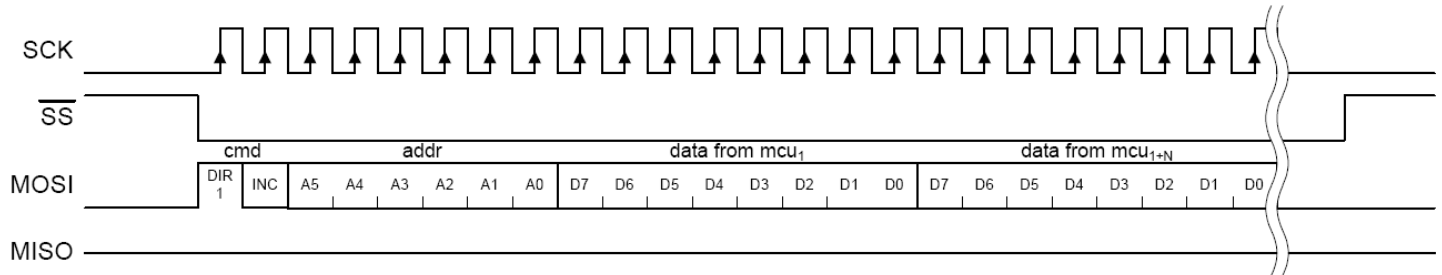 SCK
SS
cmd addr data from mcu1 data from mcu1+N
MOSI DIR 1 INC A5 A4 A3 A2 A1 A0 D7 D6 D5 D4 D3 D2 D1 D0 D7 D6 D5 D4 D3 D2 D1 D0
MISO